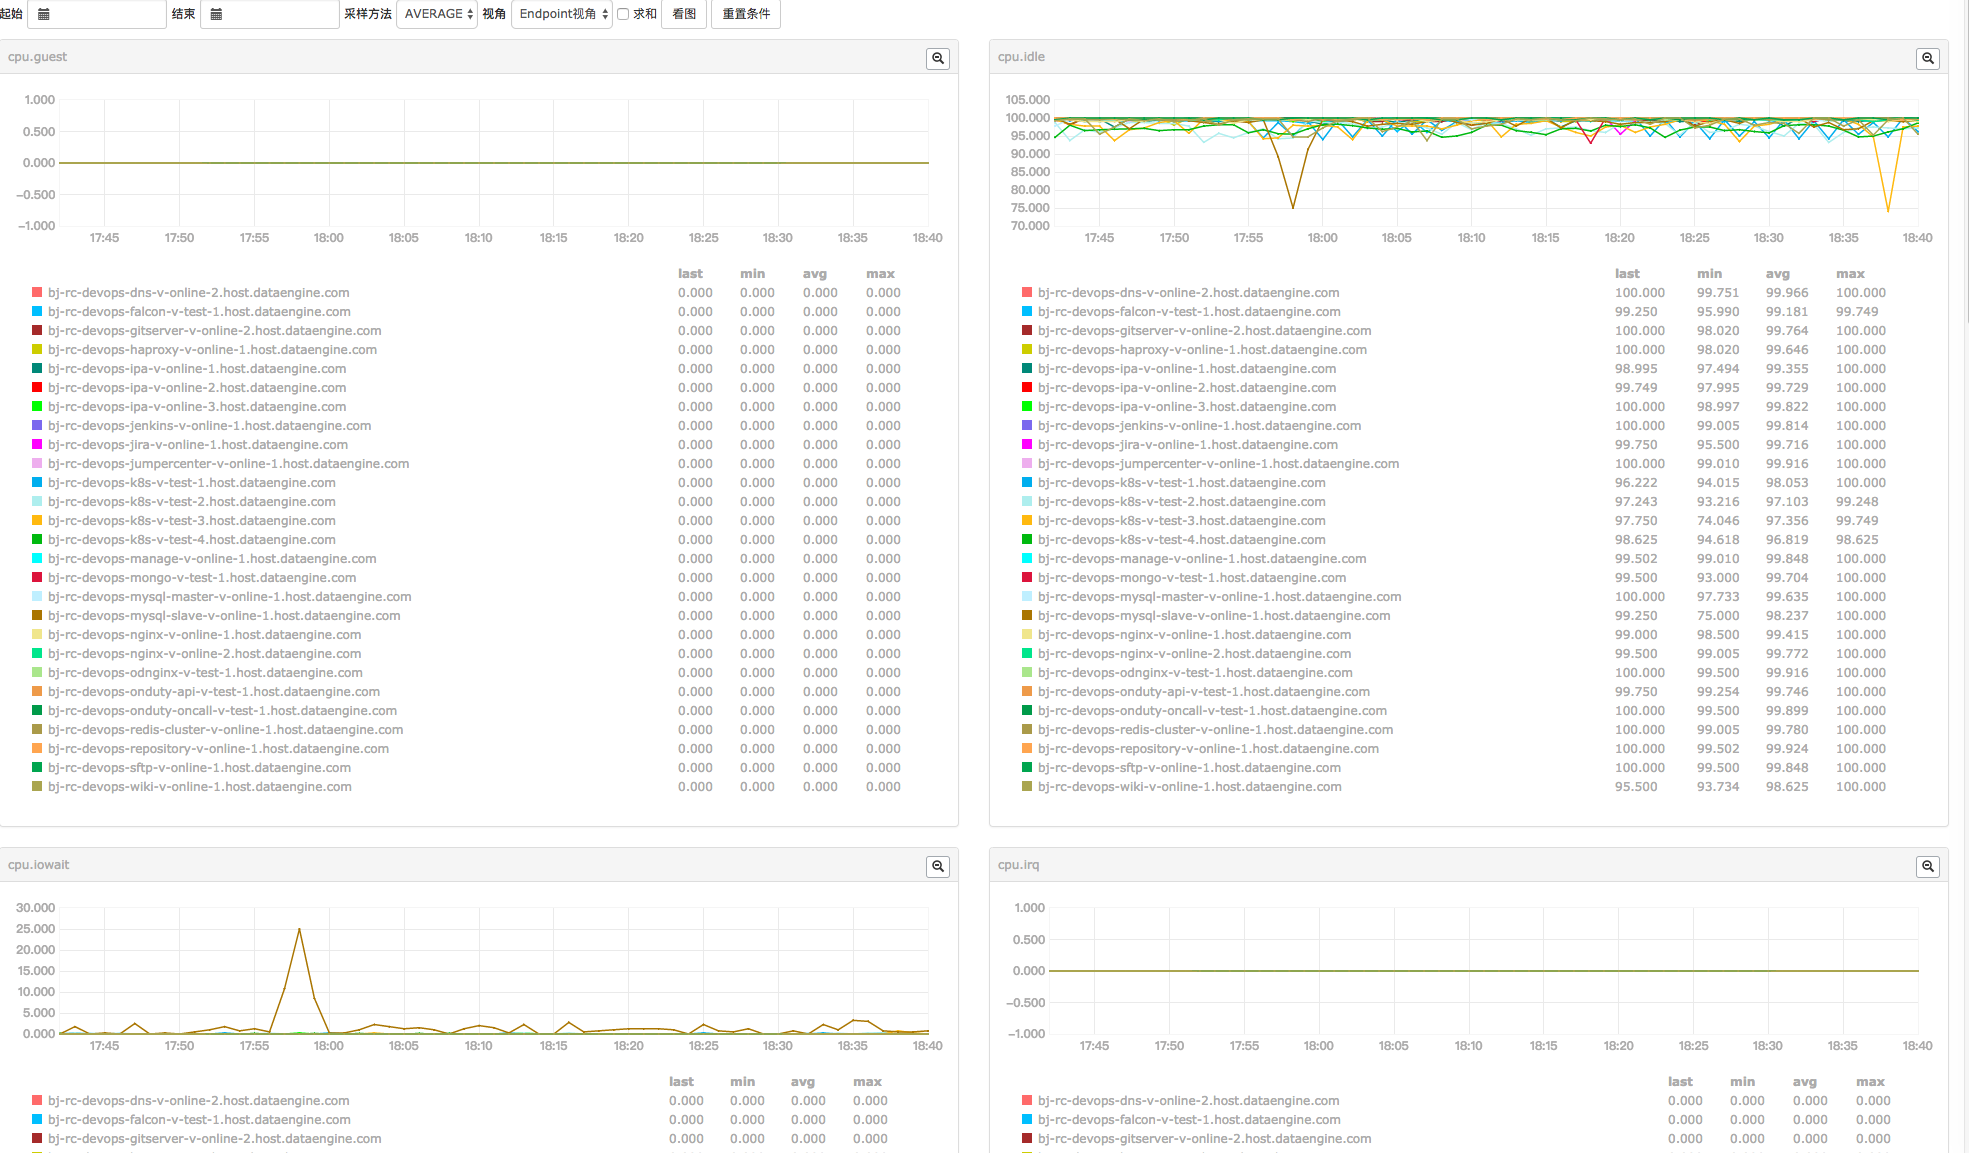 起始 结束 采样方法 AVERAGE 视角 Endpoint视角 求和 看图 重置条件
cpu.guest
1.000
0.500
0.000
−0.500
−1.000
17:45 17:50 17:55 18:00 18:05 18:10 18:15 18:20 18:25 18:30 18:35 18:40
last min avg max
bj-rc-devops-dns-v-online-2.host.dataengine.com 0.000 0.000 0.000 0.000
bj-rc-devops-falcon-v-test-1.host.dataengine.com 0.000 0.000 0.000 0.000
bj-rc-devops-gitserver-v-online-2.host.dataengine.com 0.000 0.000 0.000 0.000
bj-rc-devops-haproxy-v-online-1.host.dataengine.com 0.000 0.000 0.000 0.000
bj-rc-devops-ipa-v-online-1.host.dataengine.com 0.000 0.000 0.000 0.000
bj-rc-devops-ipa-v-online-2.host.dataengine.com 0.000 0.000 0.000 0.000
bj-rc-devops-ipa-v-online-3.host.dataengine.com 0.000 0.000 0.000 0.000
bj-rc-devops-jenkins-v-online-1.host.dataengine.com 0.000 0.000 0.000 0.000
bj-rc-devops-jira-v-online-1.host.dataengine.com 0.000 0.000 0.000 0.000
bj-rc-devops-jumpercenter-v-online-1.host.dataengine.com 0.000 0.000 0.000 0.000
bj-rc-devops-k8s-v-test-1.host.dataengine.com 0.000 0.000 0.000 0.000
bj-rc-devops-k8s-v-test-2.host.dataengine.com 0.000 0.000 0.000 0.000
bj-rc-devops-k8s-v-test-3.host.dataengine.com 0.000 0.000 0.000 0.000
bj-rc-devops-k8s-v-test-4.host.dataengine.com 0.000 0.000 0.000 0.000
bj-rc-devops-manage-v-online-1.host.dataengine.com 0.000 0.000 0.000 0.000
bj-rc-devops-mongo-v-test-1.host.dataengine.com 0.000 0.000 0.000 0.000
bj-rc-devops-mysql-master-v-online-1.host.dataengine.com 0.000 0.000 0.000 0.000
bj-rc-devops-mysql-slave-v-online-1.host.dataengine.com 0.000 0.000 0.000 0.000
bj-rc-devops-nginx-v-online-1.host.dataengine.com 0.000 0.000 0.000 0.000
bj-rc-devops-nginx-v-online-2.host.dataengine.com 0.000 0.000 0.000 0.000
bj-rc-devops-odnginx-v-test-1.host.dataengine.com 0.000 0.000 0.000 0.000
bj-rc-devops-onduty-api-v-test-1.host.dataengine.com 0.000 0.000 0.000 0.000
bj-rc-devops-onduty-oncall-v-test-1.host.dataengine.com 0.000 0.000 0.000 0.000
bj-rc-devops-redis-cluster-v-online-1.host.dataengine.com 0.000 0.000 0.000 0.000
bj-rc-devops-repository-v-online-1.host.dataengine.com 0.000 0.000 0.000 0.000
bj-rc-devops-sftp-v-online-1.host.dataengine.com 0.000 0.000 0.000 0.000
bj-rc-devops-wiki-v-online-1.host.dataengine.com 0.000 0.000 0.000 0.000
cpu.idle
105.000
100.000
95.000
90.000
85.000
80.000
75.000
70.000
17:45 17:50 17:55 18:00 18:05 18:10 18:15 18:20 18:25 18:30 18:35 18:40
last min avg max
bj-rc-devops-dns-v-online-2.host.dataengine.com 100.000 99.751 99.966 100.000
bj-rc-devops-falcon-v-test-1.host.dataengine.com 99.250 95.990 99.181 99.749
bj-rc-devops-gitserver-v-online-2.host.dataengine.com 100.000 98.020 99.764 100.000
bj-rc-devops-haproxy-v-online-1.host.dataengine.com 100.000 98.020 99.646 100.000
bj-rc-devops-ipa-v-online-1.host.dataengine.com 98.995 97.494 99.355 100.000
bj-rc-devops-ipa-v-online-2.host.dataengine.com 99.749 97.995 99.729 100.000
bj-rc-devops-ipa-v-online-3.host.dataengine.com 100.000 98.997 99.822 100.000
bj-rc-devops-jenkins-v-online-1.host.dataengine.com 100.000 99.005 99.814 100.000
bj-rc-devops-jira-v-online-1.host.dataengine.com 99.750 95.500 99.716 100.000
bj-rc-devops-jumpercenter-v-online-1.host.dataengine.com 100.000 99.010 99.916 100.000
bj-rc-devops-k8s-v-test-1.host.dataengine.com 96.222 94.015 98.053 100.000
bj-rc-devops-k8s-v-test-2.host.dataengine.com 97.243 93.216 97.103 99.248
bj-rc-devops-k8s-v-test-3.host.dataengine.com 97.750 74.046 97.356 99.749
bj-rc-devops-k8s-v-test-4.host.dataengine.com 98.625 94.618 96.819 98.625
bj-rc-devops-manage-v-online-1.host.dataengine.com 99.502 99.010 99.848 100.000
bj-rc-devops-mongo-v-test-1.host.dataengine.com 99.500 93.000 99.704 100.000
bj-rc-devops-mysql-master-v-online-1.host.dataengine.com 100.000 97.733 99.635 100.000
bj-rc-devops-mysql-slave-v-online-1.host.dataengine.com 99.250 75.000 98.237 100.000
bj-rc-devops-nginx-v-online-1.host.dataengine.com 99.000 98.500 99.415 100.000
bj-rc-devops-nginx-v-online-2.host.dataengine.com 99.500 99.005 99.772 100.000
bj-rc-devops-odnginx-v-test-1.host.dataengine.com 100.000 99.500 99.916 100.000
bj-rc-devops-onduty-api-v-test-1.host.dataengine.com 99.750 99.254 99.746 100.000
bj-rc-devops-onduty-oncall-v-test-1.host.dataengine.com 100.000 99.500 99.899 100.000
bj-rc-devops-redis-cluster-v-online-1.host.dataengine.com 100.000 99.005 99.780 100.000
bj-rc-devops-repository-v-online-1.host.dataengine.com 100.000 99.502 99.924 100.000
bj-rc-devops-sftp-v-online-1.host.dataengine.com 100.000 99.500 99.848 100.000
bj-rc-devops-wiki-v-online-1.host.dataengine.com 95.500 93.734 98.625 100.000
cpu.iowait
30.000
25.000
20.000
15.000
10.000
5.000
0.000
17:45 17:50 17:55 18:00 18:05 18:10 18:15 18:20 18:25 18:30 18:35 18:40
last min avg max
bj-rc-devops-dns-v-online-2.host.dataengine.com 0.000 0.000 0.000 0.000
bj-rc-devops-falcon-v-test-1.host.dataengine.com 0.000 0.000 0.000 0.000
bj-rc-devops-gitserver-v-online-2.host.dataengine.com 0.000 0.000 0.000 0.000
cpu.irq
1.000
0.500
0.000
−0.500
−1.000
17:45 17:50 17:55 18:00 18:05 18:10 18:15 18:20 18:25 18:30 18:35 18:40
last min avg max
bj-rc-devops-dns-v-online-2.host.dataengine.com 0.000 0.000 0.000 0.000
bj-rc-devops-falcon-v-test-1.host.dataengine.com 0.000 0.000 0.000 0.000
bj-rc-devops-gitserver-v-online-2.host.dataengine.com 0.000 0.000 0.000 0.000